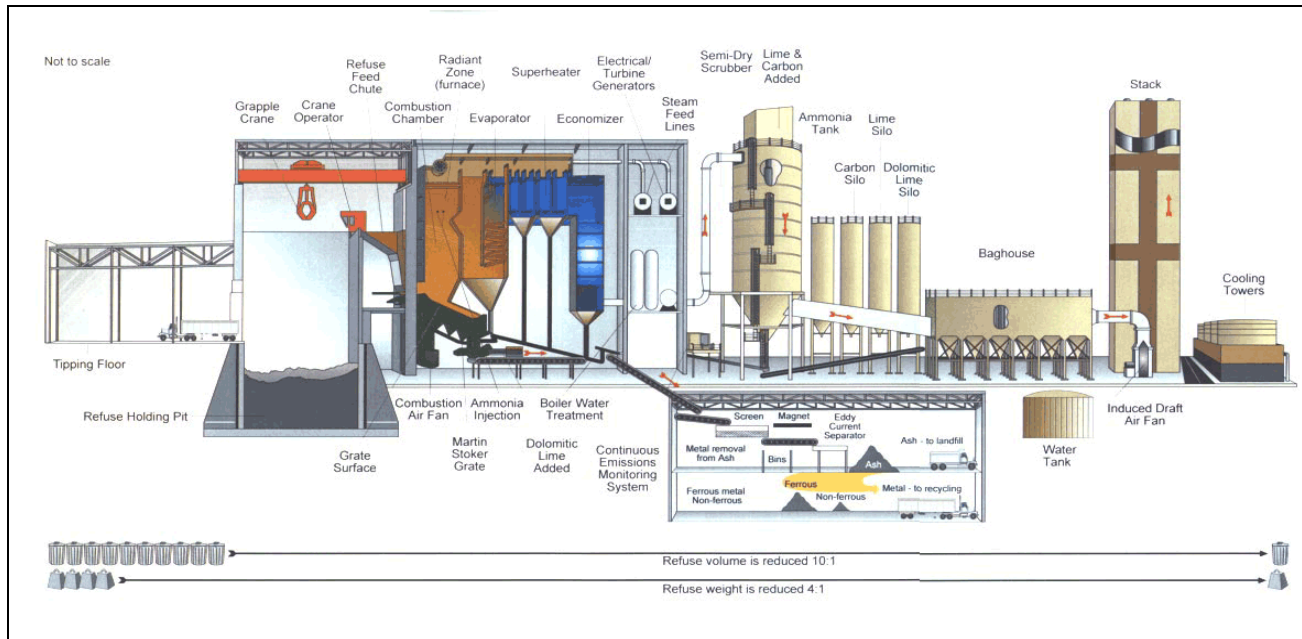 Not to scale
Grapple
Crane
Crane
Operator
Refuse
Feed
Chute
Combustion
Chamber
Radiant
Zone
(furnace)
Evaporator
Superheater
Economizer
Electrical/
Turbine
Generators
Steam
Feed
Lines
Semi-Dry
Scrubber
Lime &
Carbon
Added
Ammonia
Tank
Carbon
Silo
Lime
Silo
Dolomitic
Lime
Silo
Baghouse
Stack
Cooling
Towers
Tipping Floor
Refuse Holding Pit
Grate
Surface
Combustion
Air Fan
Martin
Stoker
Grate
Ammonia
Injection
Dolomitic
Lime
Added
Boiler Water
Treatment
Continuous
Emissions
Monitoring
System
Screen
Magnet
Eddy
Current
Separator
Metal removal
from Ash
Bins
Ash
Ash - to landfill
Ferrous metal
Non-ferrous
Ferrous
Non-ferrous
Metal - to recycling
Water
Tank
Induced Draft
Air Fan
Refuse volume is reduced 10:1
Refuse weight is reduced 4:1